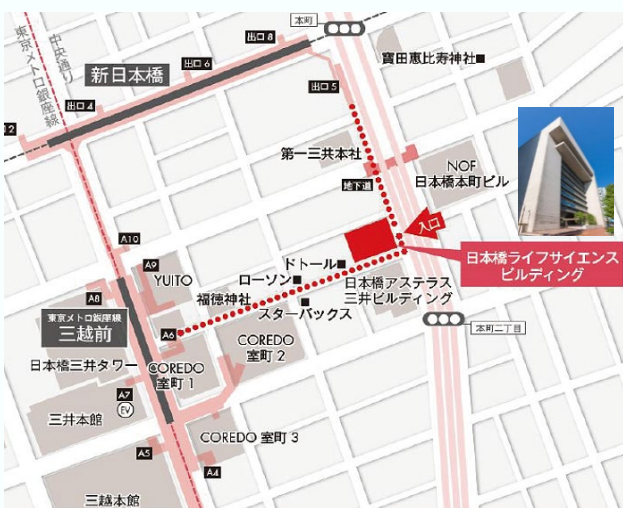 本町
東京メトロ銀座線
中央通り
出口 8
新日本橋
出口 6
出口 4
出口 5
寶田恵比寿神社
第一三共本社
地下道
NOF
日本橋本町ビル
入口
日本橋ライフサイエンス
ビルディング
A10
A9
YUITO
A8
ドトール
ローソン
福徳神社
スターバックス
日本橋アステラス
三井ビルディング
東京メトロ銀座線
三越前
A6
本町二丁目
日本橋三井タワー
COREDO
室町 1
COREDO
室町 2
A7
EV
三井本館
COREDO 室町 3
A5
A4
三越本館